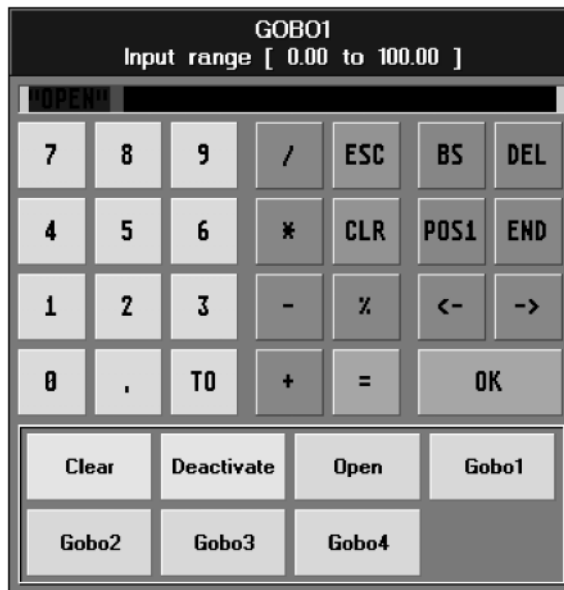 GOBO1
Input range [ 0.00 to 100.00 ]
"OPEN"
7 8 9 / ESC BS DEL
4 5 6 * CLR POS1 END
1 2 3 - % <- ->
0 . TO + = OK
Clear Deactivate Open Gobo1
Gobo2 Gobo3 Gobo4